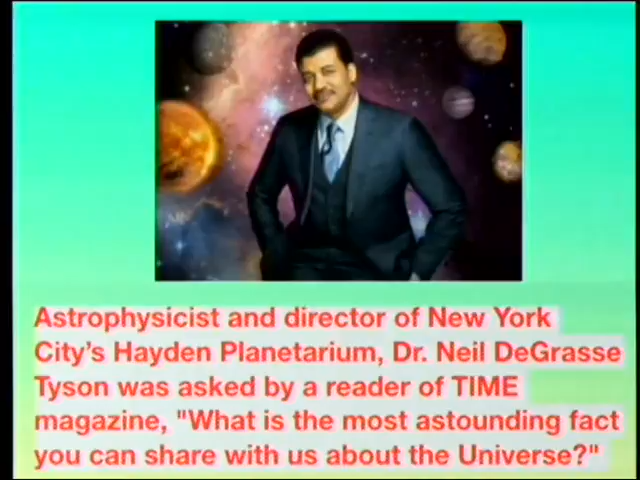 Astrophysicist and director of New York
City's Hayden Planetarium, Dr. Neil DeGrasse
Tyson was asked by a reader of TIME
magazine, "What is the most astounding fact
you can share with us about the Universe?"